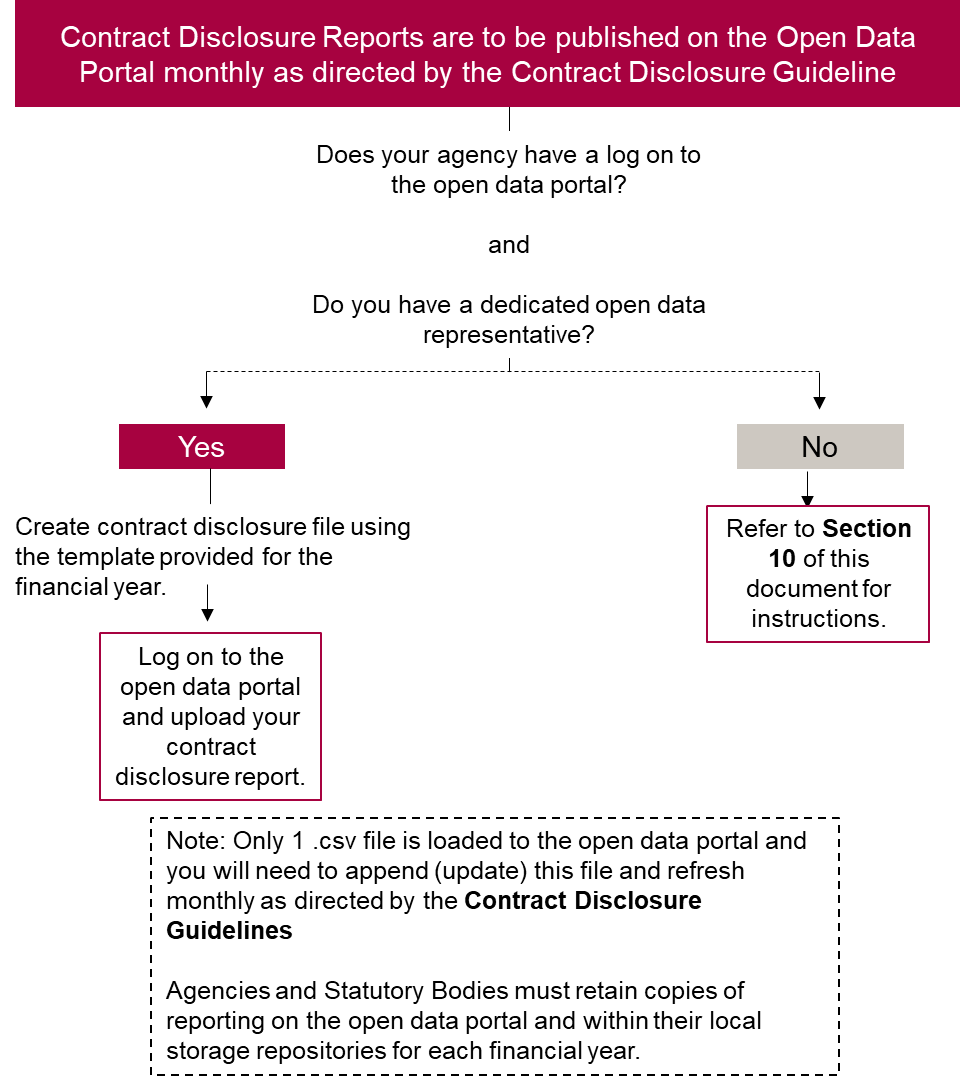 Contract Disclosure Reports are to be published on the Open Data
Portal monthly as directed by the Contract Disclosure Guideline
Does your agency have a log on to
the open data portal?
and
Do you have a dedicated open data
representative?
Yes
No
Create contract disclosure file using
the template provided for the
financial year.
Refer to Section
10 of this
document for
instructions.
Log on to the
open data portal
and upload your
contract
disclosure report.
Note: Only 1 .csv file is loaded to the open data portal and
you will need to append (update) this file and refresh
monthly as directed by the Contract Disclosure
Guidelines
Agencies and Statutory Bodies must retain copies of
reporting on the open data portal and within their local
storage repositories for each financial year.